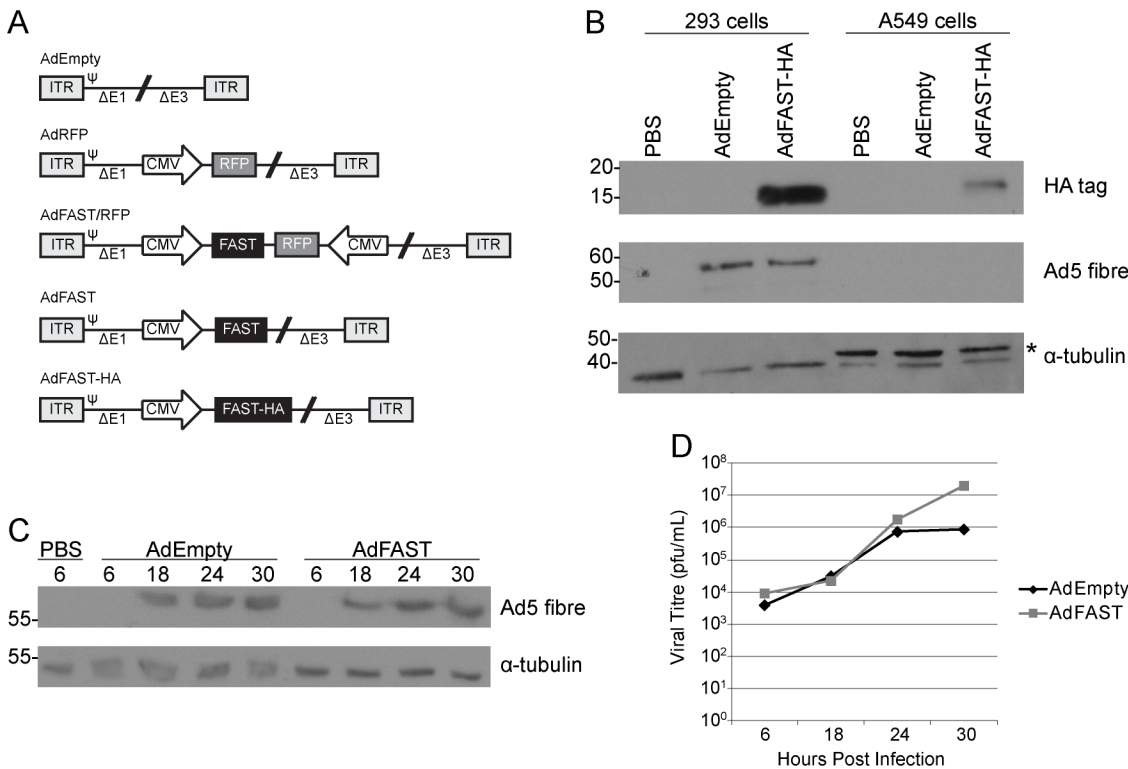 A
AdEmpty
ITR Ψ ΔE1 ΔE3 ITR
AdRFP
ITR Ψ ΔE1 CMV RFP ΔE3 ITR
AdFAST/RFP
ITR Ψ ΔE1 CMV FAST RFP CMV ΔE3 ITR
AdFAST
ITR Ψ ΔE1 CMV FAST ΔE3 ITR
AdFAST-HA
ITR Ψ ΔE1 CMV FAST-HA ΔE3 ITR
B
293 cells A549 cells
PBS AdEmpty AdFAST-HA PBS AdEmpty AdFAST-HA
20-
15-
HA tag
60-
50-
Ad5 fibre
50-
40-
* α-tubulin
C
PBS AdEmpty AdFAST
6 6 18 24 30 6 18 24 30
55-
Ad5 fibre
55-
α-tubulin
D
Viral Titre (pfu/mL)
10⁸
10⁷
10⁶
10⁵
10⁴
10³
10²
10¹
10⁰
6 18 24 30
Hours Post Infection
AdEmpty
AdFAST